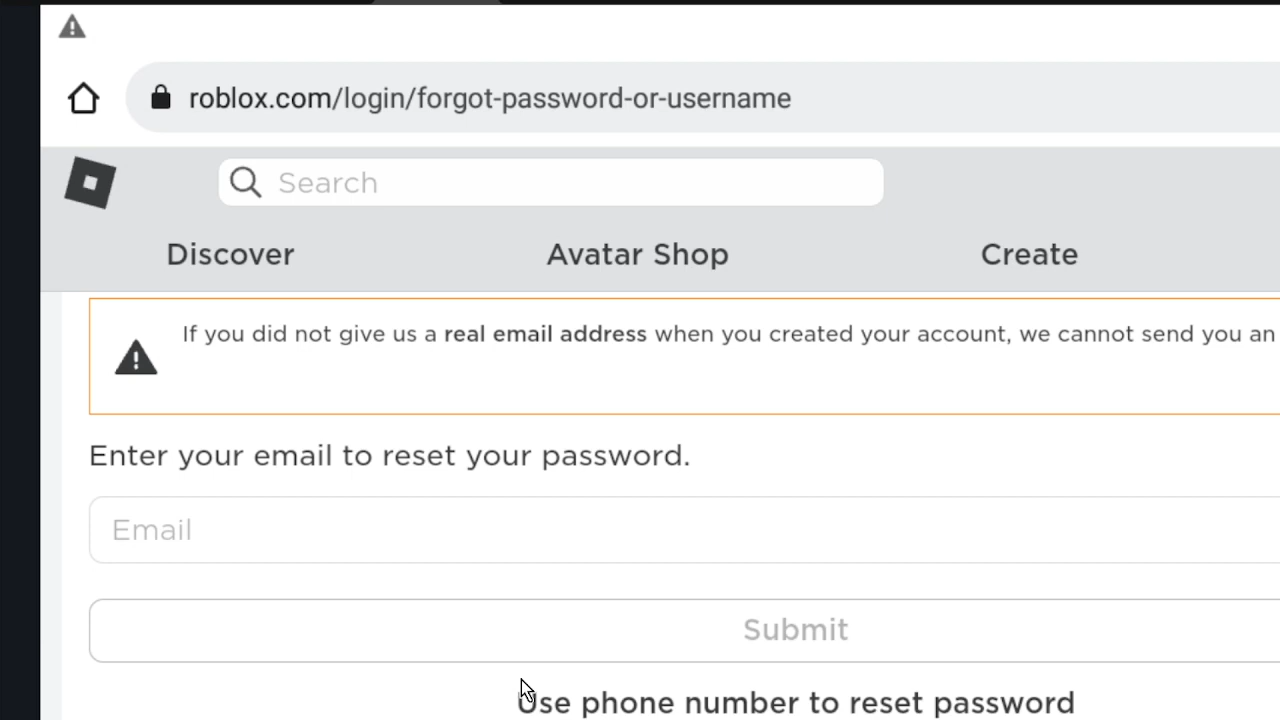 roblox.com/login/forgot-password-or-username
Search
Discover Avatar Shop Create
If you did not give us a real email address when you created your account, we cannot send you an
Enter your email to reset your password.
Email
Submit
Use phone number to reset password